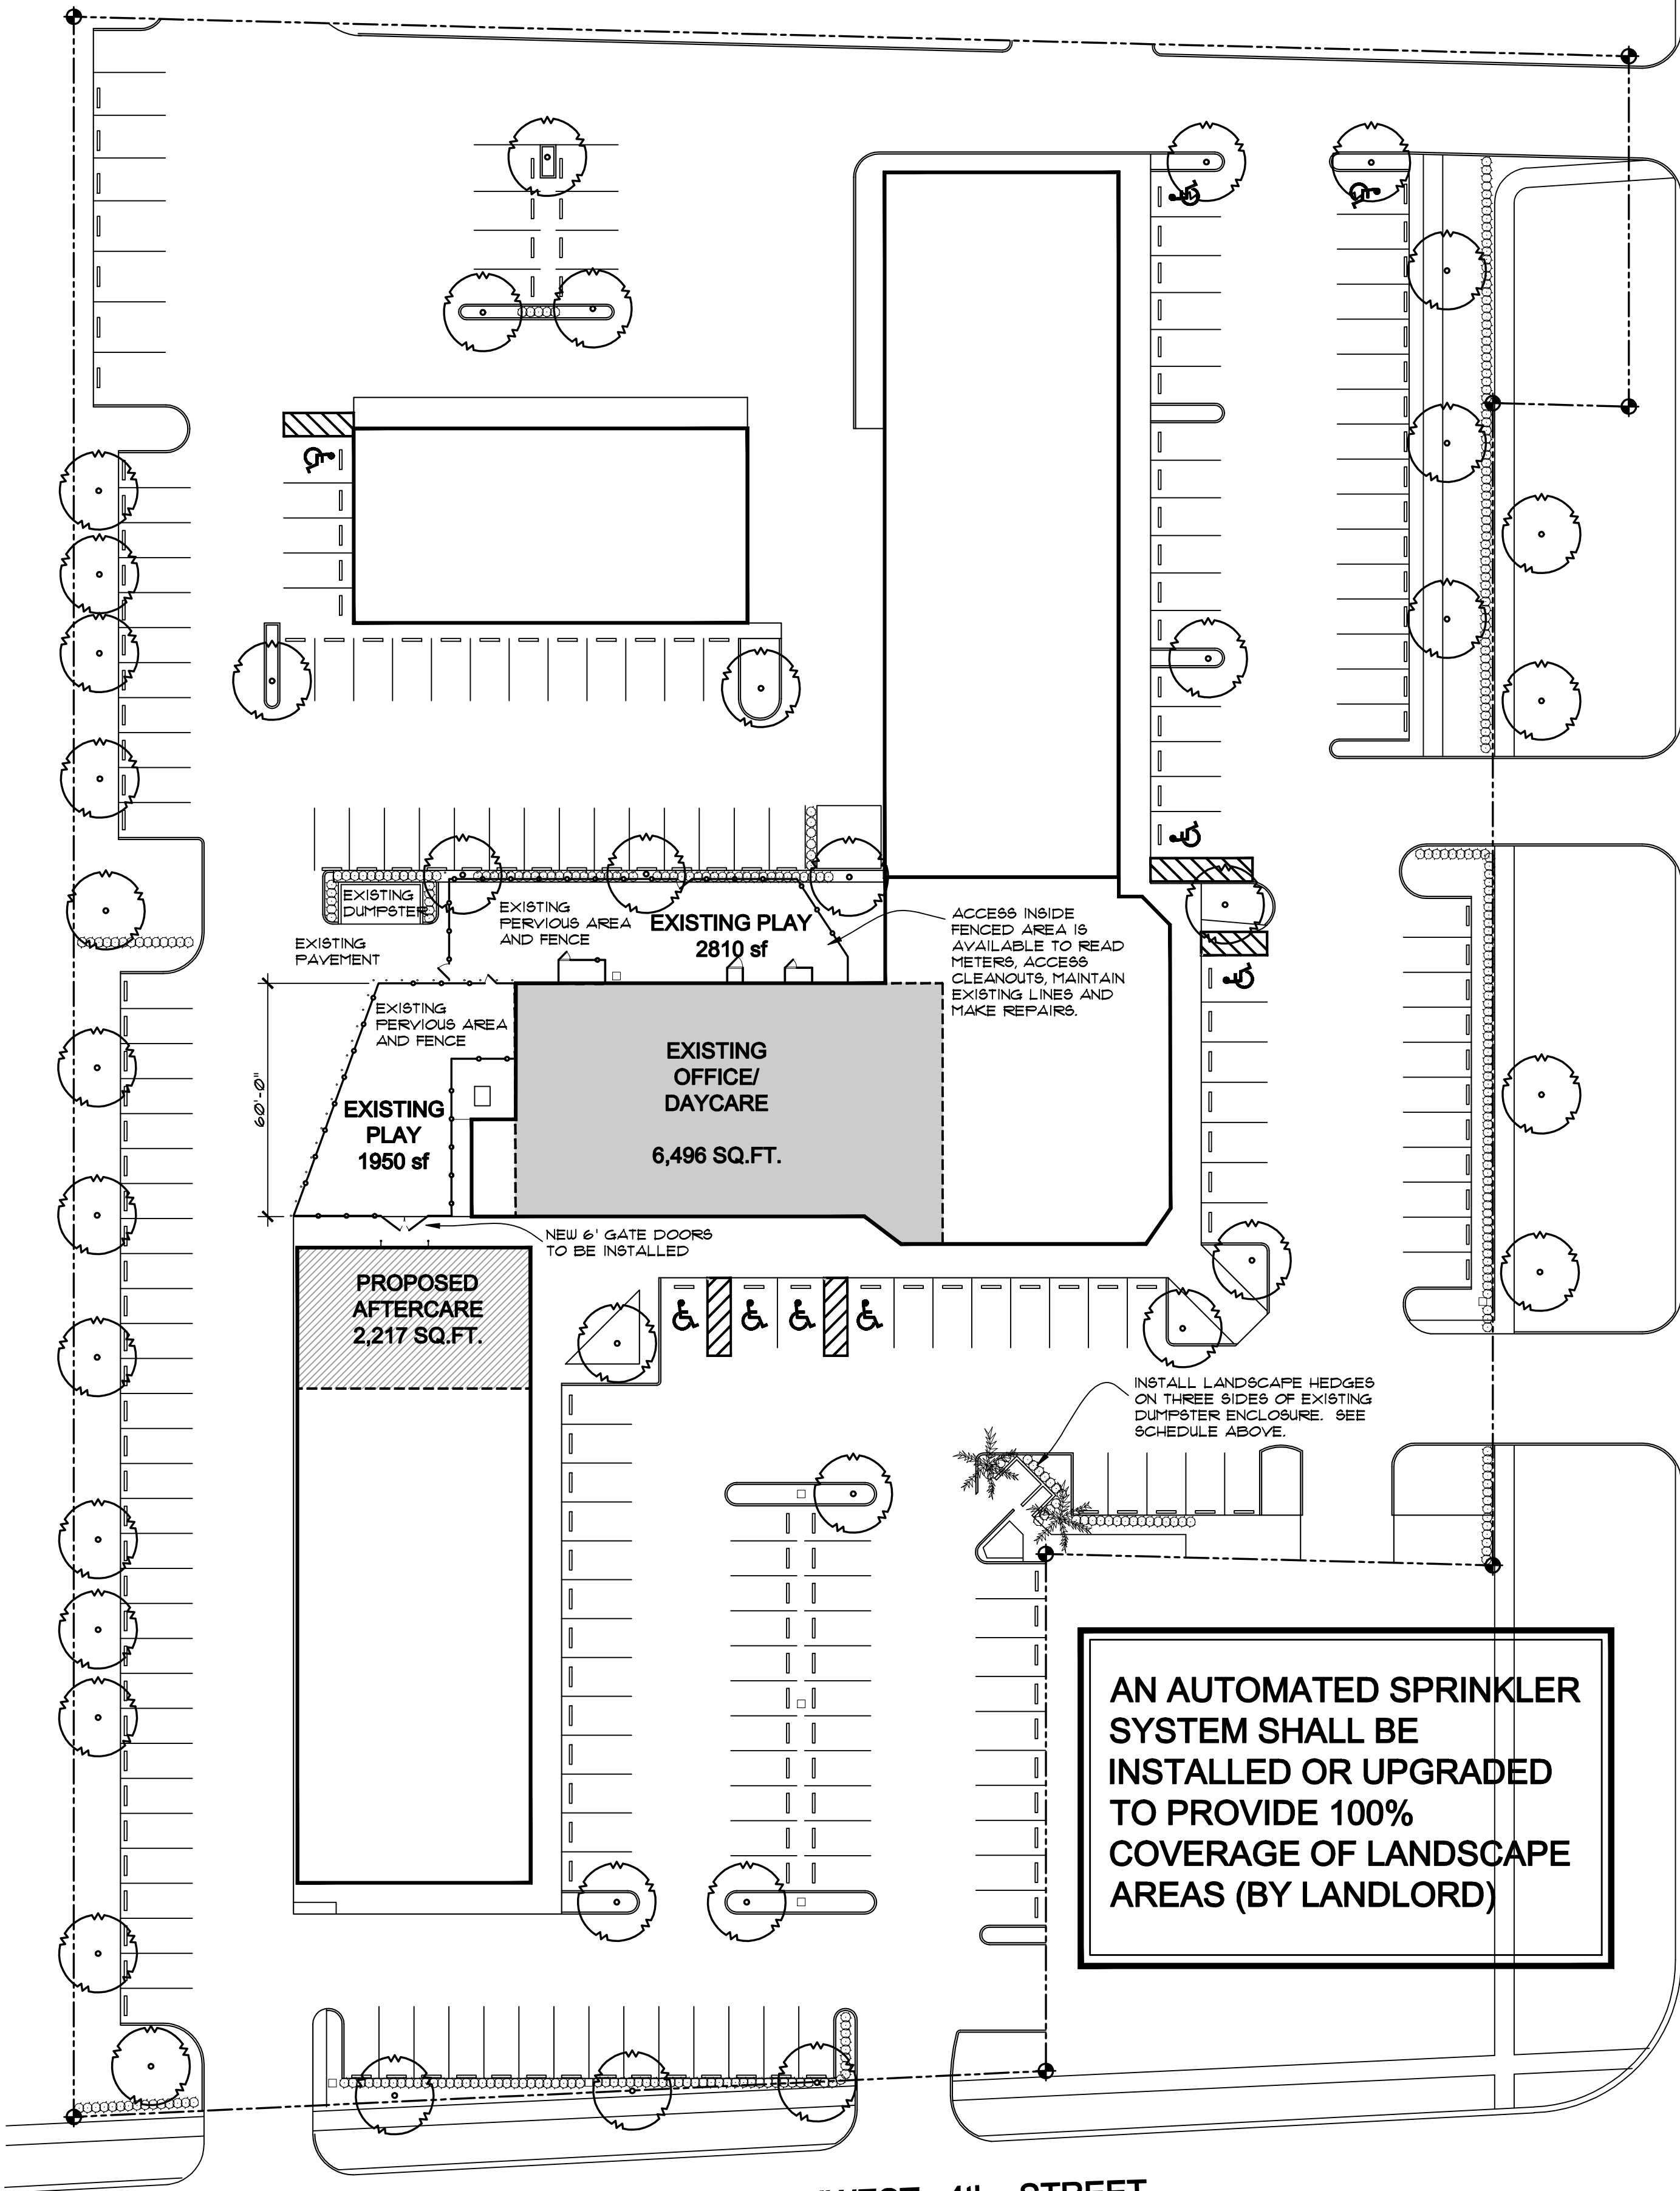 EXISTING
DUMPSTER
EXISTING
PERVIOUS AREA
AND FENCE
EXISTING PLAY
2810 sf
ACCESS INSIDE
FENCED AREA IS
AVAILABLE TO READ
METERS, ACCESS
CLEANOUTS, MAINTAIN
EXISTING LINES AND
MAKE REPAIRS.
EXISTING
PAVEMENT
EXISTING
PERVIOUS AREA
AND FENCE
60'-0"
EXISTING
PLAY
1950 sf
EXISTING
OFFICE/
DAYCARE
6,496 SQ.FT.
NEW 6' GATE DOORS
TO BE INSTALLED
PROPOSED
AFTERCARE
2,217 SQ.FT.
INSTALL LANDSCAPE HEDGES
ON THREE SIDES OF EXISTING
DUMPSTER ENCLOSURE. SEE
SCHEDULE ABOVE.
AN AUTOMATED SPRINKLER
SYSTEM SHALL BE
INSTALLED OR UPGRADED
TO PROVIDE 100%
COVERAGE OF LANDSCAPE
AREAS (BY LANDLORD)
4th STREET